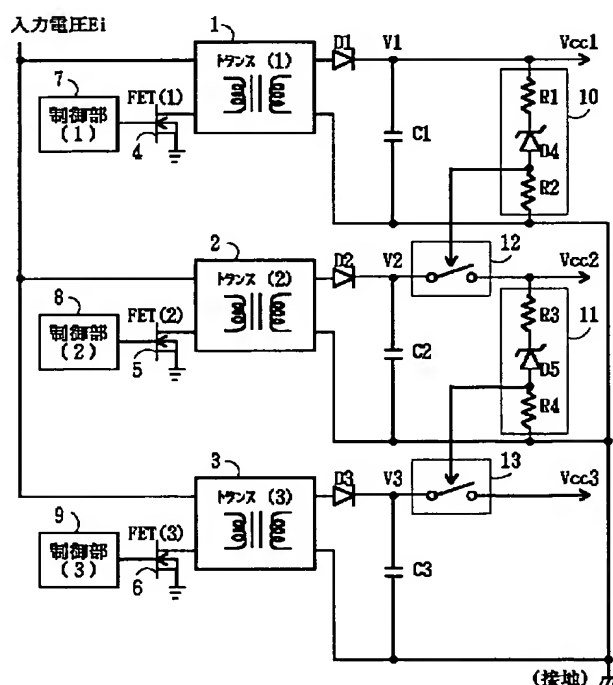 入力電圧Ei
1
トランス (1)
D1
V1
Vcc1
7
FET(1)
制御部
(1)
4
C1
R1
10
D4
R2
2
トランス (2)
D2
V2
12
Vcc2
8
FET(2)
制御部
(2)
5
C2
R3
11
D5
R4
3
トランス (3)
D3
V3
13
Vcc3
9
FET(3)
制御部
(3)
6
C3
(接地)